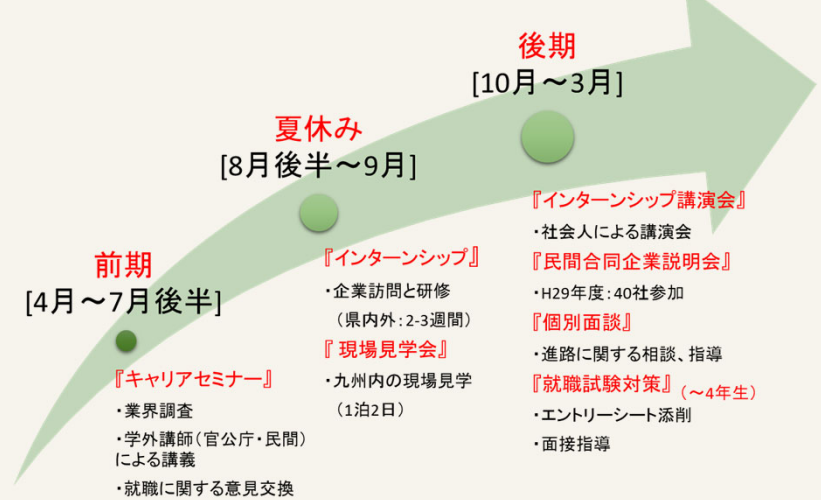 前期
[4月～7月後半]
『キャリアセミナー』
・業界調査
・学外講師（官公庁・民間）
による講義
・就職に関する意見交換
夏休み
[8月後半～9月]
『インターンシップ』
・企業訪問と研修
（県内外：2-3週間）
『 現場見学会』
・九州内の現場見学
（1泊2日）
後期
[10月～3月]
『インターンシップ講演会』
・社会人による講演会
『民間合同企業説明会』
・H29年度：40社参加
『個別面談』
・進路に関する相談、指導
『就職試験対策』（～4年生）
・エントリーシート添削
・面接指導